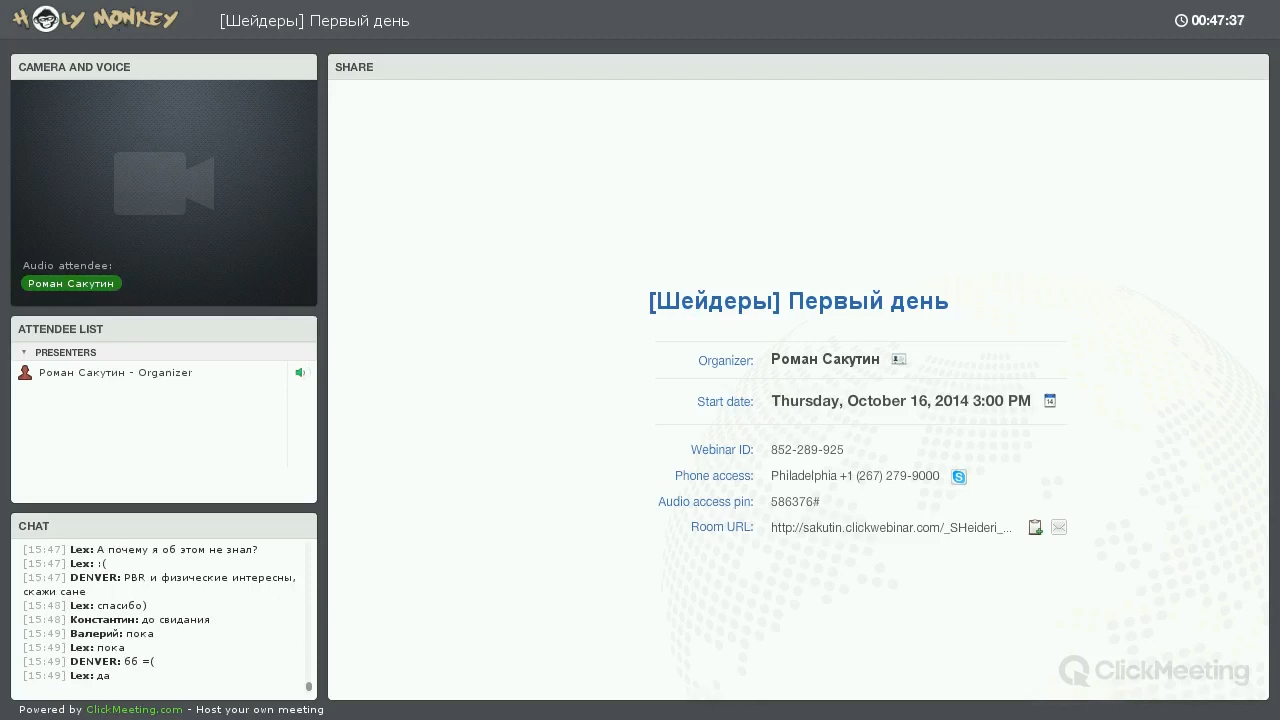 HOLY MONKEY
[Шейдеры] Первый день
00:47:37
CAMERA AND VOICE
Audio attendee:
Роман Сакутин
ATTENDEE LIST
PRESENTERS
Роман Сакутин - Organizer
CHAT
[15:47] Lex: А почему я об этом не знал?
[15:47] Lex: :(
[15:47] DENVER: PBR и физические интересны,
скажи сане
[15:48] Lex: спасибо)
[15:48] Константин: до свидания
[15:49] Валерий: пока
[15:49] Lex: пока
[15:49] DENVER: бб =(
[15:49] Lex: да
Powered by ClickMeeting.com - Host your own meeting
SHARE
[Шейдеры] Первый день
Organizer: Роман Сакутин
Start date: Thursday, October 16, 2014 3:00 PM
14
Webinar ID: 852-289-925
Phone access: Philadelphia +1 (267) 279-9000
Audio access pin: 586376#
Room URL: http://sakutin.clickwebinar.com/_SHeideri_...
ClickMeeting